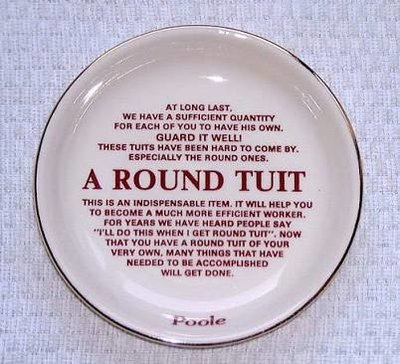 AT LONG LAST,
WE HAVE A SUFFICIENT QUANTITY
FOR EACH OF YOU TO HAVE HIS OWN.
GUARD IT WELL!
THESE TUITS HAVE BEEN HARD TO COME BY.
ESPECIALLY THE ROUND ONES.
A ROUND TUIT
THIS IS AN INDISPENSABLE ITEM. IT WILL HELP YOU
TO BECOME A MUCH MORE EFFICIENT WORKER.
FOR YEARS WE HAVE HEARD PEOPLE SAY
"I'LL DO THIS WHEN I GET ROUND TUIT". NOW
THAT YOU HAVE A ROUND TUIT OF YOUR
VERY OWN, MANY THINGS THAT HAVE
NEEDED TO BE ACCOMPLISHED
WILL GET DONE.
Poole